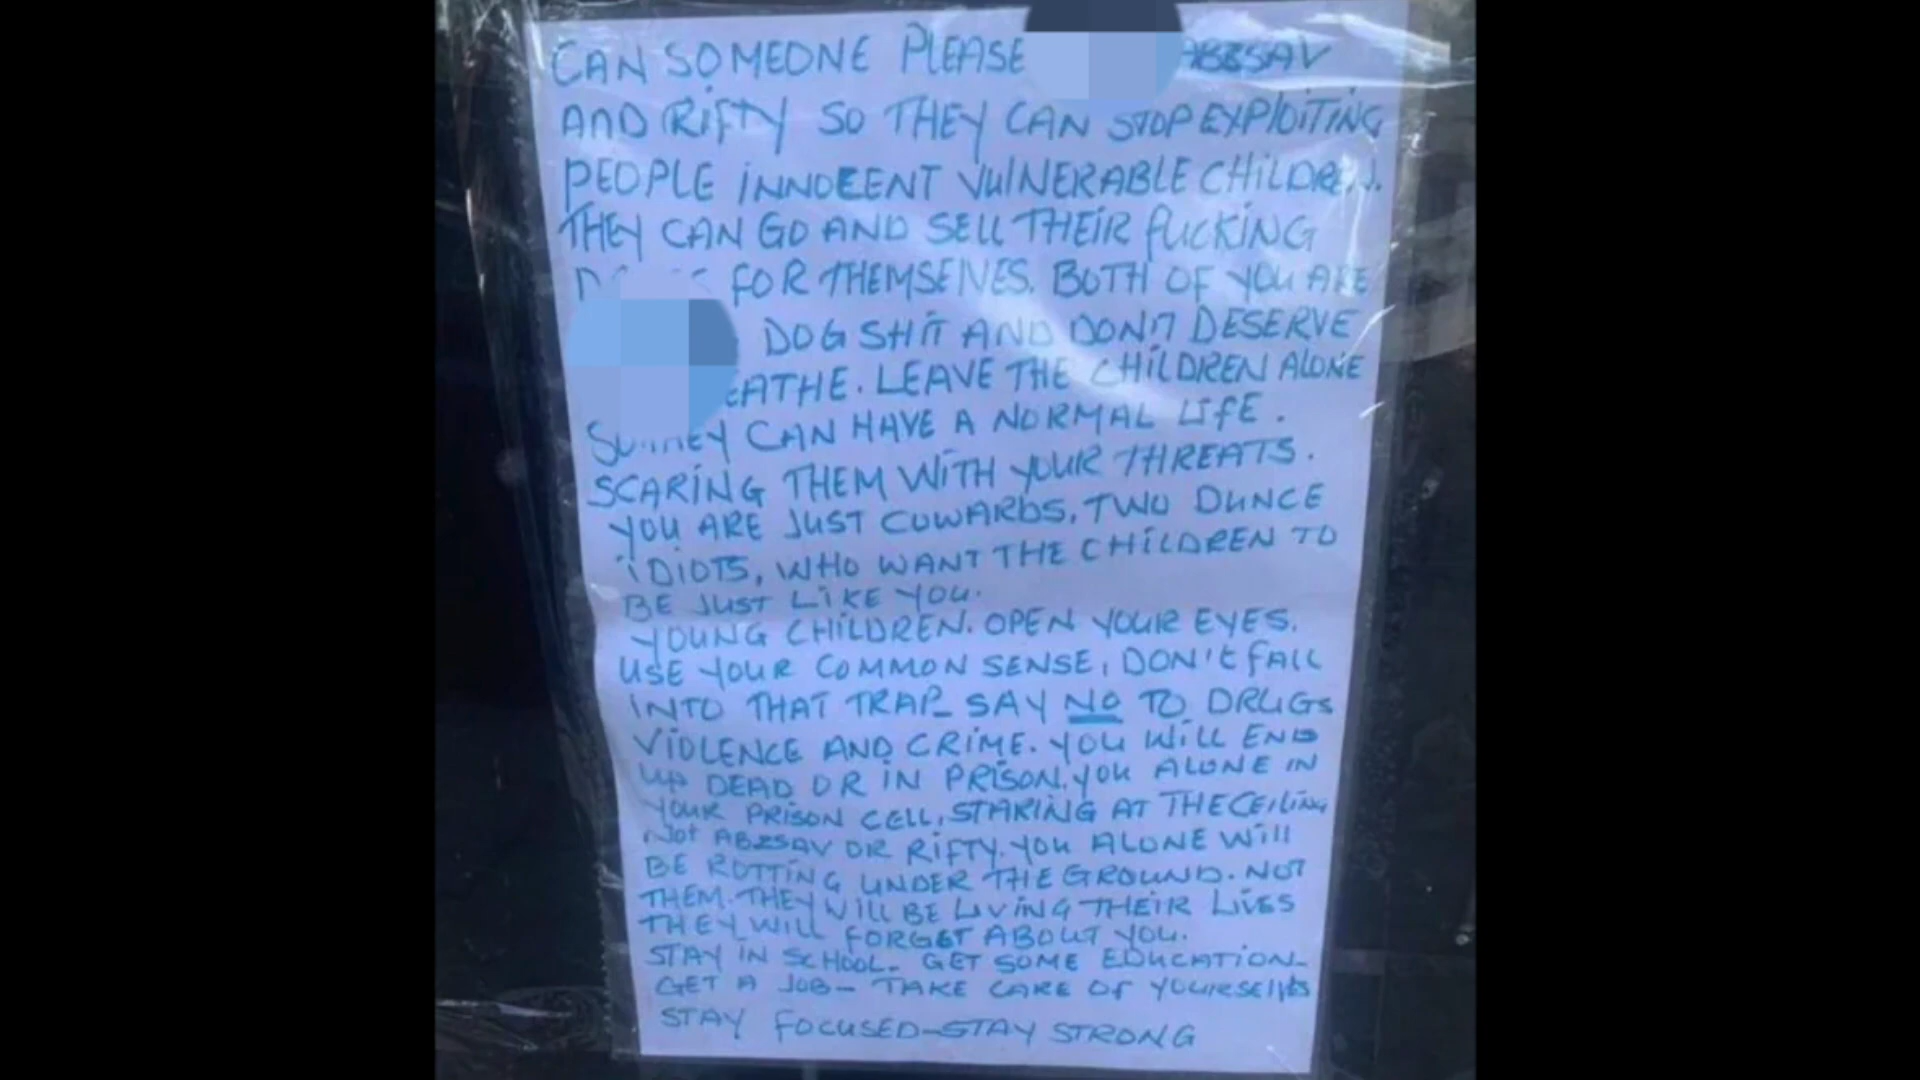 CAN SOMEONE PLEASE ABZSAV
AND RIFTY SO THEY CAN STOP EXPLOITING
PEOPLE INNOCENT VULNERABLE CHILDREN.
THEY CAN GO AND SELL THEIR FUCKING
FOR THEMSELVES. BOTH OF YOU ARE
DOG SHIT AND DON'T DESERVE
EATHE. LEAVE THE CHILDREN ALONE
SO THEY CAN HAVE A NORMAL LIFE.
SCARING THEM WITH YOUR THREATS.
YOU ARE JUST COWARDS, TWO DUNCE
IDIOTS, WHO WANT THE CHILDREN TO
BE JUST LIKE YOU.
YOUNG CHILDREN. OPEN YOUR EYES.
USE YOUR COMMON SENSE, DON'T FALL
INTO THAT TRAP_ SAY NO TO DRUGS
VIOLENCE AND CRIME. YOU WILL END
UP DEAD OR IN PRISON. YOU ALONE IN
YOUR PRISON CELL, STARING AT THE CEILING
NOT ABZSAV OR RIFTY. YOU ALONE WILL
BE ROTTING UNDER THE GROUND. NOT
THEM. THEY WILL BE LIVING THEIR LIVES
THEY WILL FORGET ABOUT YOU.
STAY IN SCHOOL_ GET SOME EDUCATION_
GET A JOB_ TAKE CARE OF YOURSELVES
STAY FOCUSED_STAY STRONG